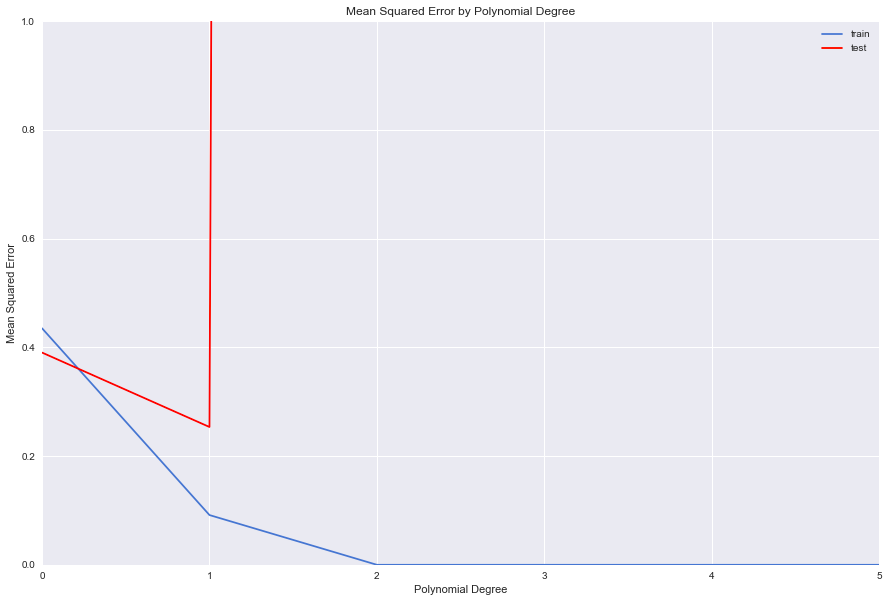 Mean Squared Error by Polynomial Degree
1.0
train
test
0.8
0.6
Mean Squared Error
0.4
0.2
0.0
0 1 2 3 4 5
Polynomial Degree